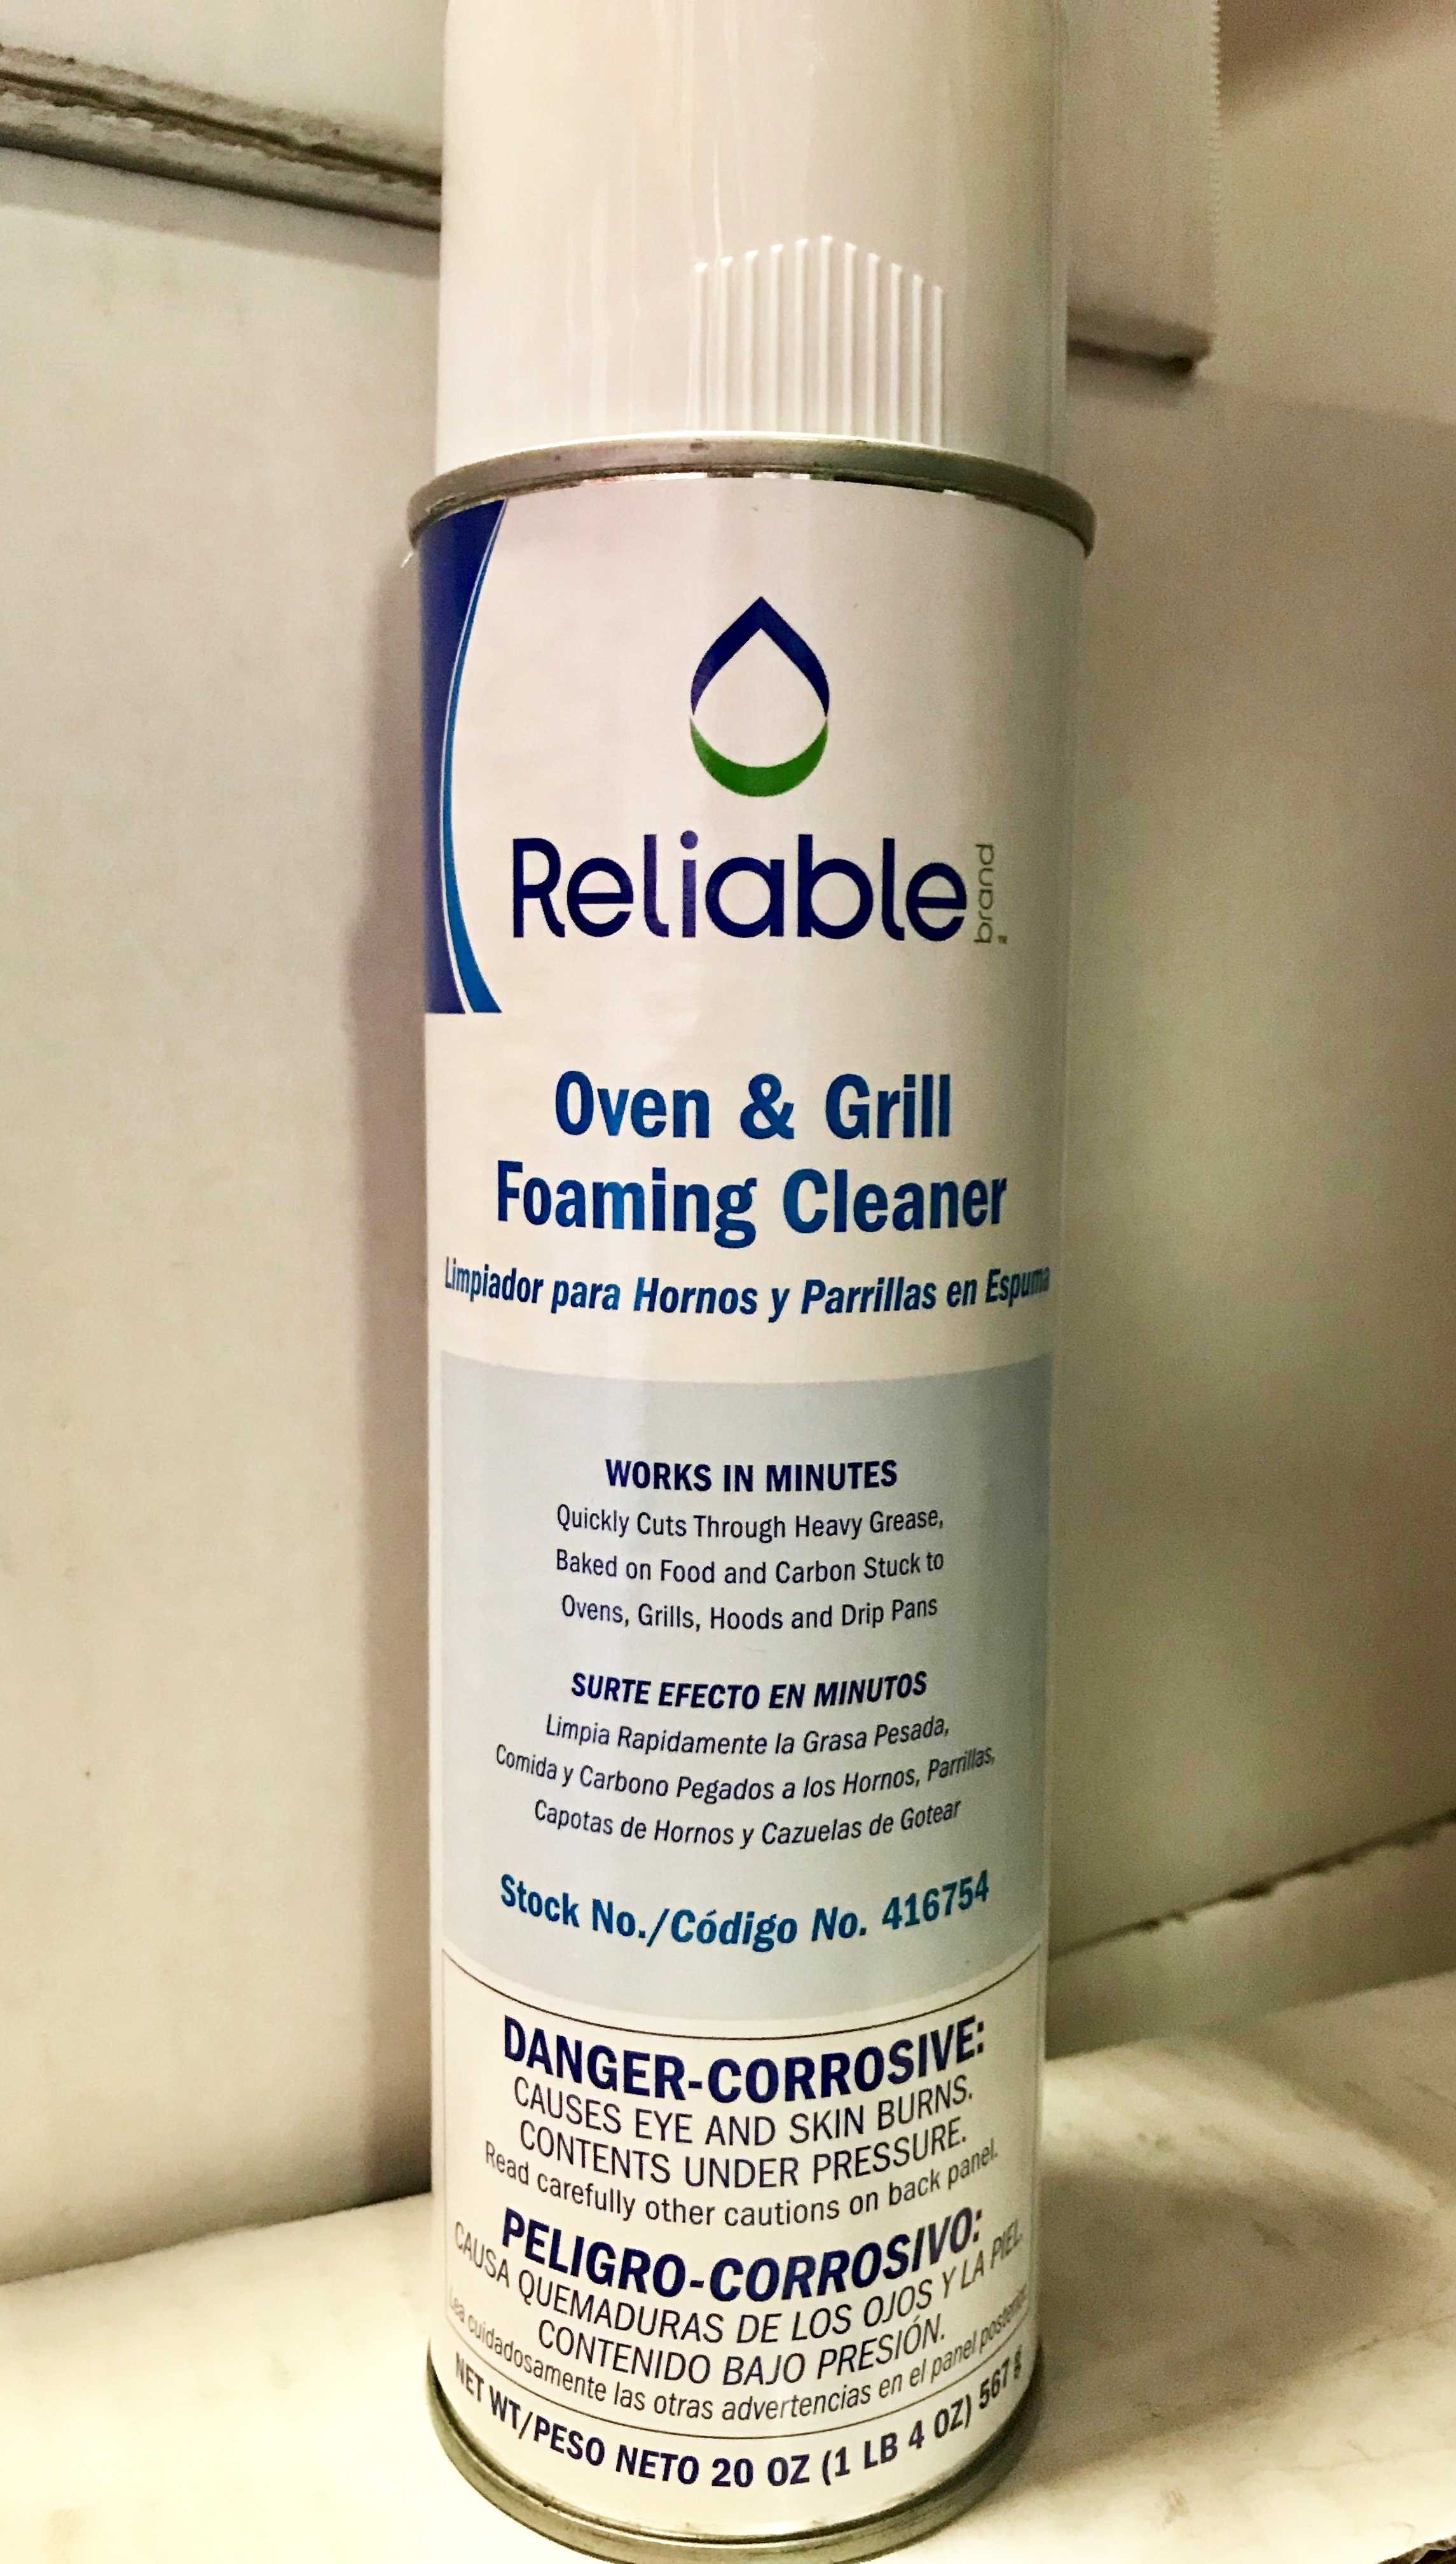 Reliable brand™
Oven & Grill
Foaming Cleaner
Limpiador para Hornos y Parrillas en Espuma
WORKS IN MINUTES
Quickly Cuts Through Heavy Grease,
Baked on Food and Carbon Stuck to
Ovens, Grills, Hoods and Drip Pans
SURTE EFECTO EN MINUTOS
Limpia Rapidamente la Grasa Pesada,
Comida y Carbono Pegados a los Hornos, Parrillas,
Capotas de Hornos y Cazuelas de Gotear
Stock No./Código No. 416754
DANGER-CORROSIVE:
CAUSES EYE AND SKIN BURNS.
CONTENTS UNDER PRESSURE.
Read carefully other cautions on back panel.
PELIGRO-CORROSIVO:
CAUSA QUEMADURAS DE LOS OJOS Y LA PIEL.
CONTENIDO BAJO PRESIÓN.
Lea cuidadosamente las otras advertencias en el panel posterior.
NET WT/PESO NETO 20 OZ (1 LB 4 OZ) 567 g